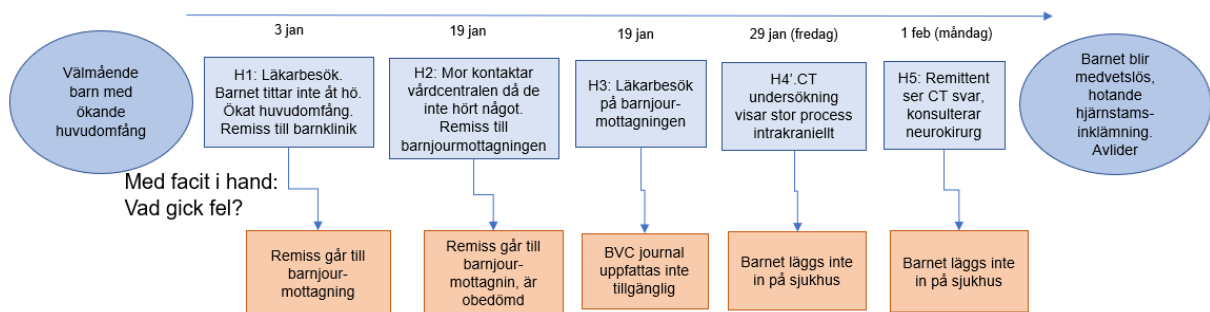 3 jan
19 jan
19 jan
29 jan (fredag)
1 feb (måndag)
Välmående
barn med
ökande
huvudomfång
H1: Läkarbesök.
Barnet tittar inte åt hö.
Ökat huvudomfång.
Remiss till barnklinik
H2: Mor kontaktar
vårdcentralen då de
inte hört något.
Remiss till
barnjourmottagningen
H3: Läkarbesök
på barnjour-
mottagningen
H4'.CT
undersökning
visar stor process
intrakraniellt
H5: Remittent
ser CT svar,
konsulterar
neurokirurg
Barnet blir
medvetslös,
hotande
hjärnstams-
inklämning.
Avlider
Med facit i hand:
Vad gick fel?
Remiss går till
barnjour-
mottagning
Remiss går till
barnjour-
mottagnin, är
obedömd
BVC journal
uppfattas inte
tillgänglig
Barnet läggs inte
in på sjukhus
Barnet läggs inte
in på sjukhus